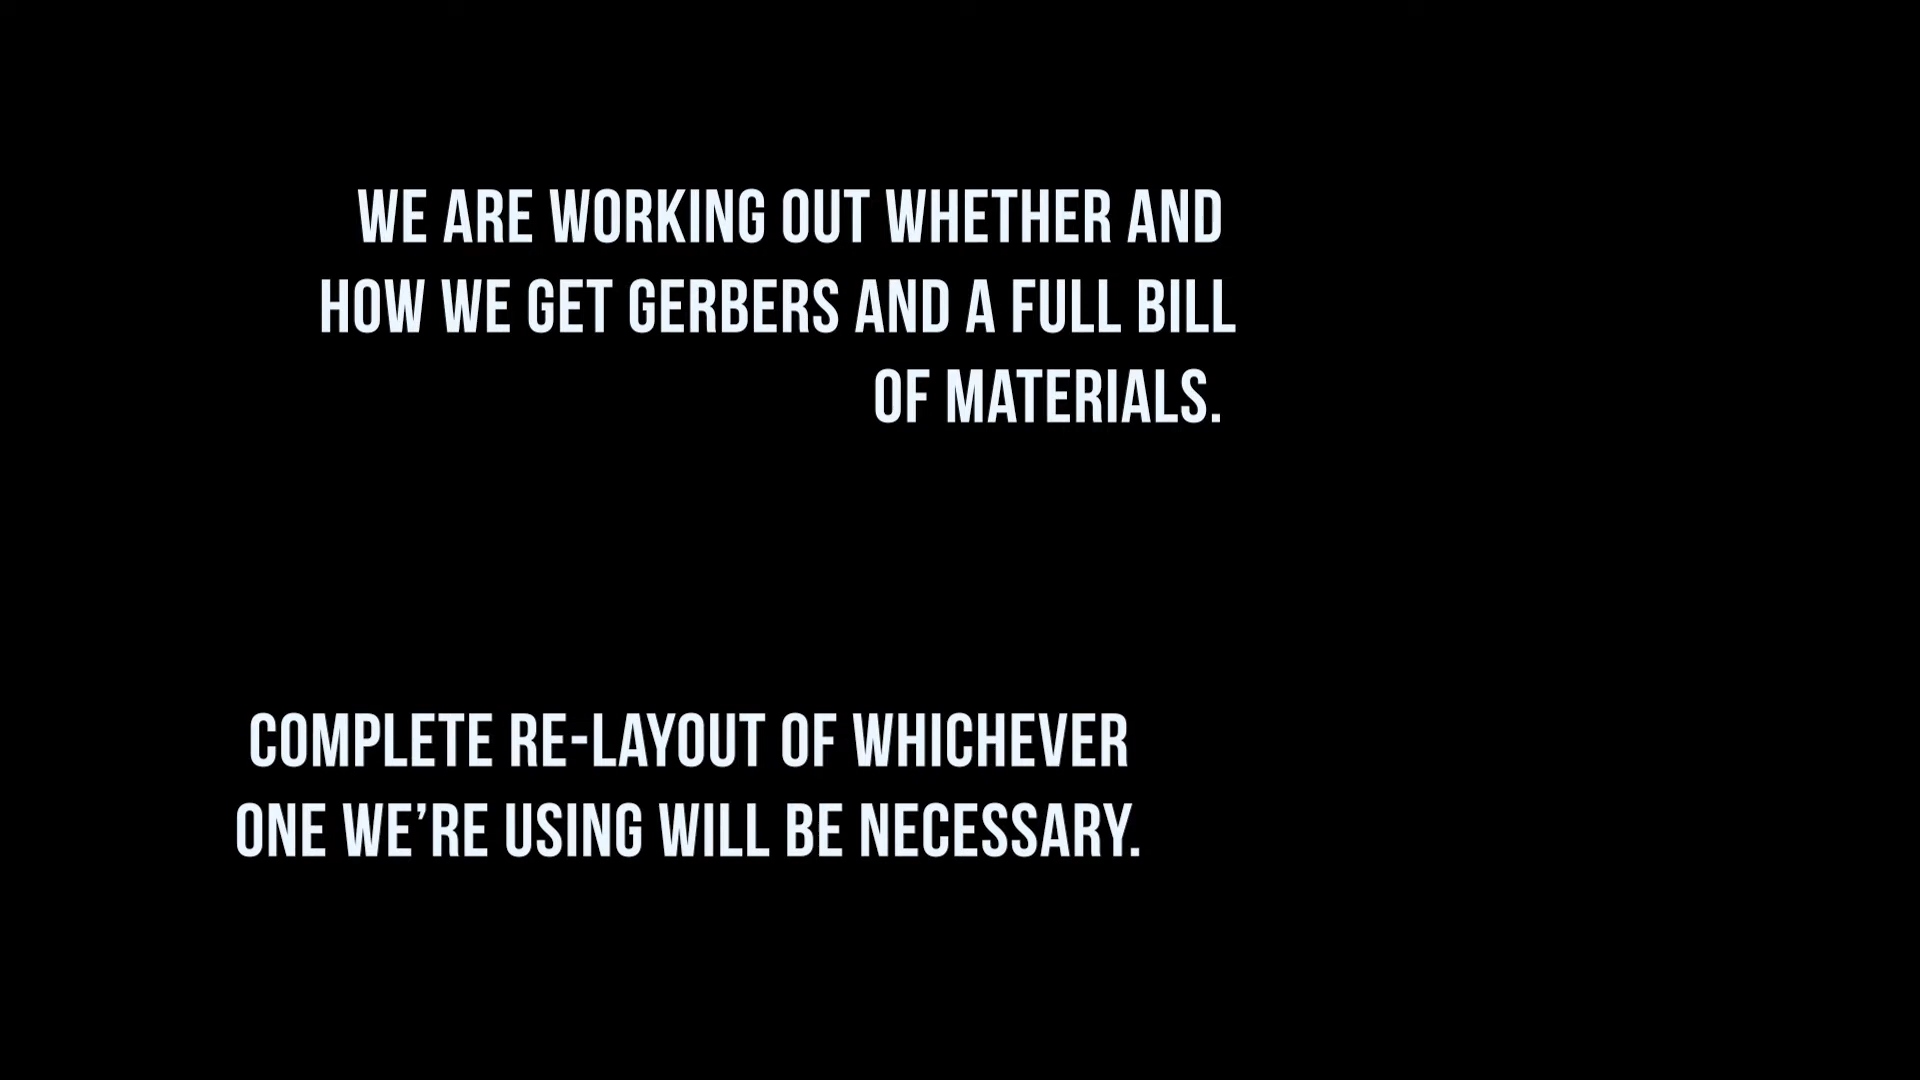 WE ARE WORKING OUT WHETHER AND
HOW WE GET GERBERS AND A FULL BILL
OF MATERIALS.
COMPLETE RE-LAYOUT OF WHICHEVER
ONE WE’RE USING WILL BE NECESSARY.